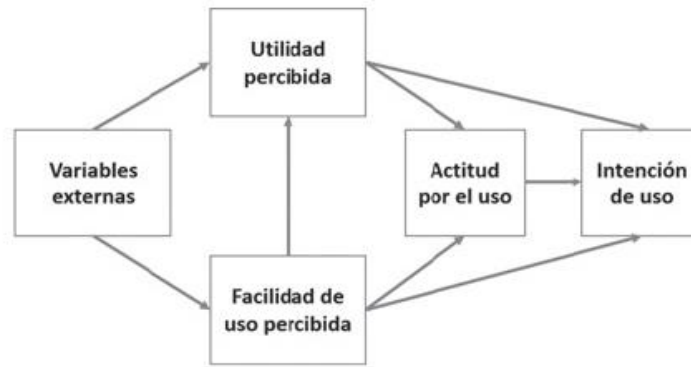 Utilidad
percibida
Variables
externas
Actitud
por el uso
Intención
de uso
Facilidad de
uso percibida